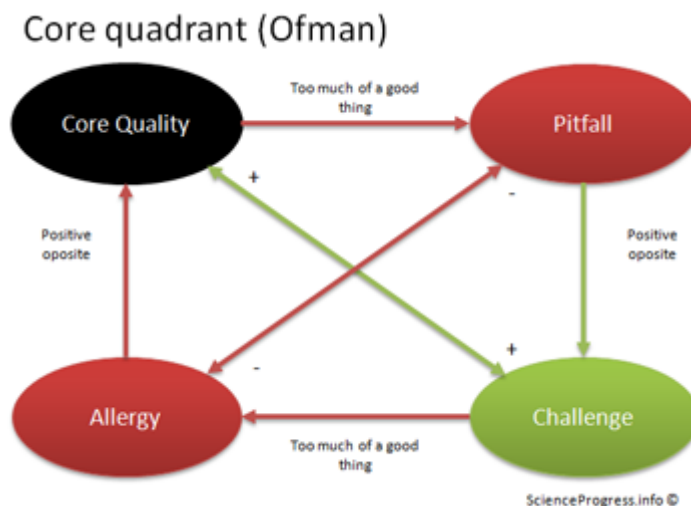 Core quadrant (Ofman)
Too much of a good
thing
Core Quality
Pitfall
+
-
Positive
oposite
Positive
oposite
-
+
Allergy
Challenge
Too much of a good
thing
ScienceProgress.info ©